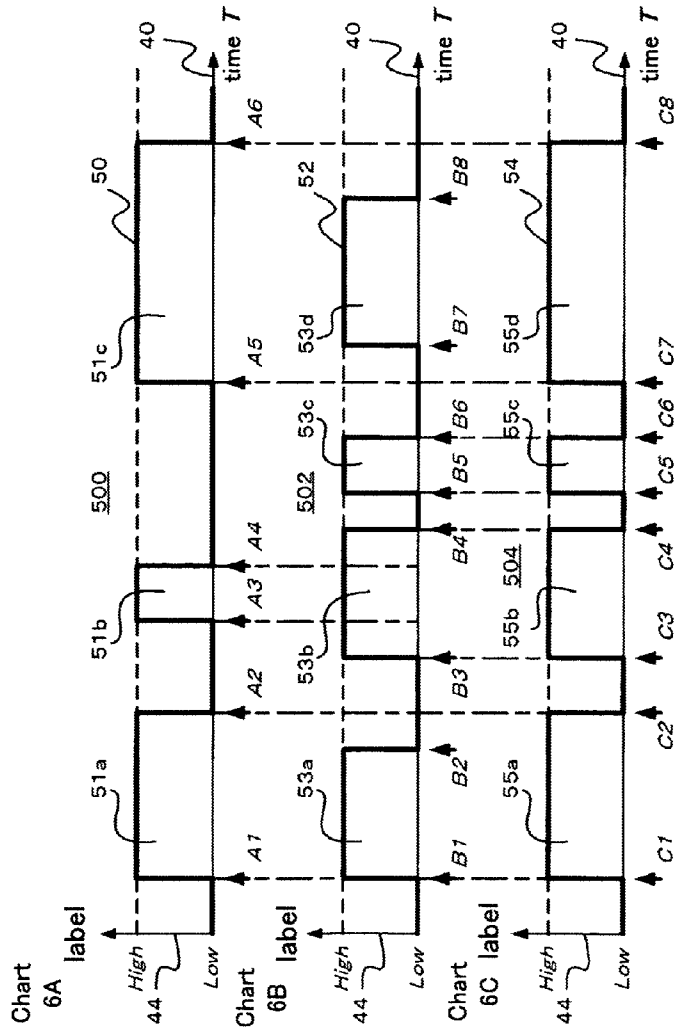 Chart
6A
label
High
Low
44
51a
51b
500
51c
50
40
time T
A1
A2
A3
A4
A5
A6
Chart
6B
label
High
Low
44
53a
53b
502
53c
53d
52
40
time T
B1
B2
B3
B4
B5
B6
B7
B8
Chart
6C
label
High
Low
44
55a
55b
504
55c
55d
54
40
time T
C1
C2
C3
C4
C5
C6
C7
C8